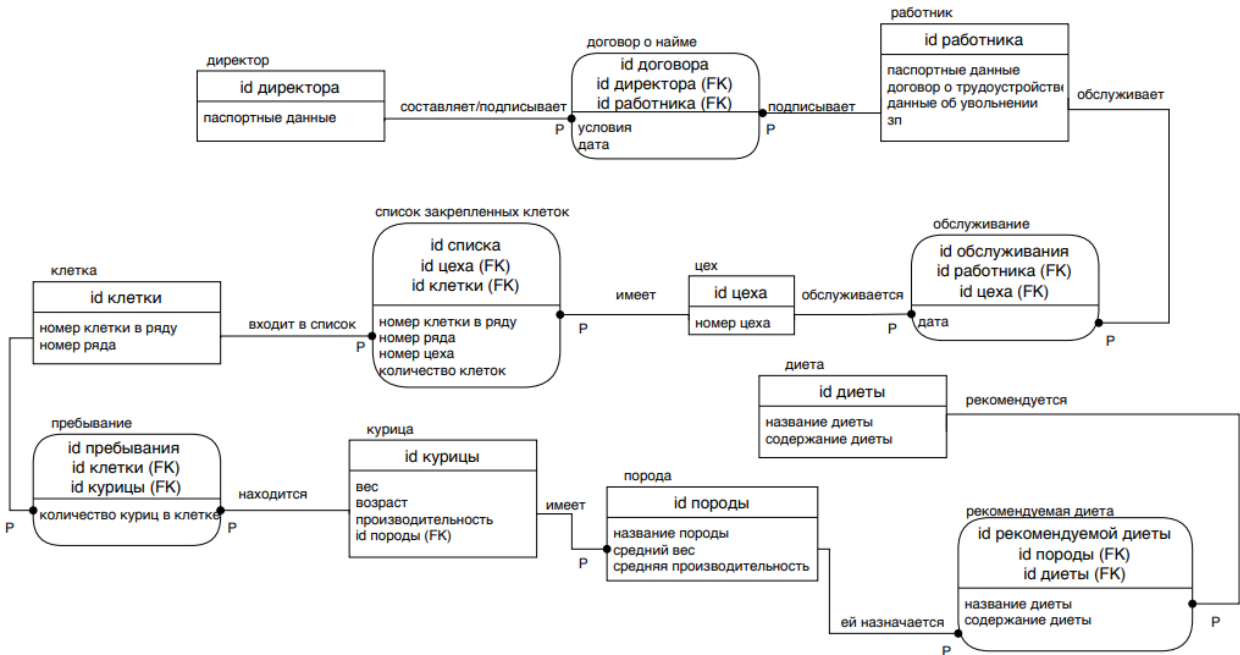 работник
id работника
паспортные данные
договор о трудоустройстве
данные об увольнении
зп
директор
id директора
паспортные данные
составляет/подписывает
P
договор о найме
id договора
id директора (FK)
id работника (FK)
условия
дата
подписывает
P
обслуживает
P
клетка
id клетки
номер клетки в ряду
номер ряда
входит в список
P
список закрепленных клеток
id списка
id цеха (FK)
id клетки (FK)
номер клетки в ряду
номер ряда
номер цеха
количество клеток
имеет
P
цех
id цеха
номер цеха
обслуживается
P
обслуживание
id обслуживания
id работника (FK)
id цеха (FK)
дата
диета
id диеты
название диеты
содержание диеты
рекомендуется
P
пребывание
id пребывания
id клетки (FK)
id курицы (FK)
количество куриц в клетке
P
находится
P
курица
id курицы
вес
возраст
производительность
id породы (FK)
имеет
P
порода
id породы
название породы
средний вес
средняя производительность
ей назначается
P
рекомендуемая диета
id рекомендуемой диеты
id породы (FK)
id диеты (FK)
название диеты
содержание диеты